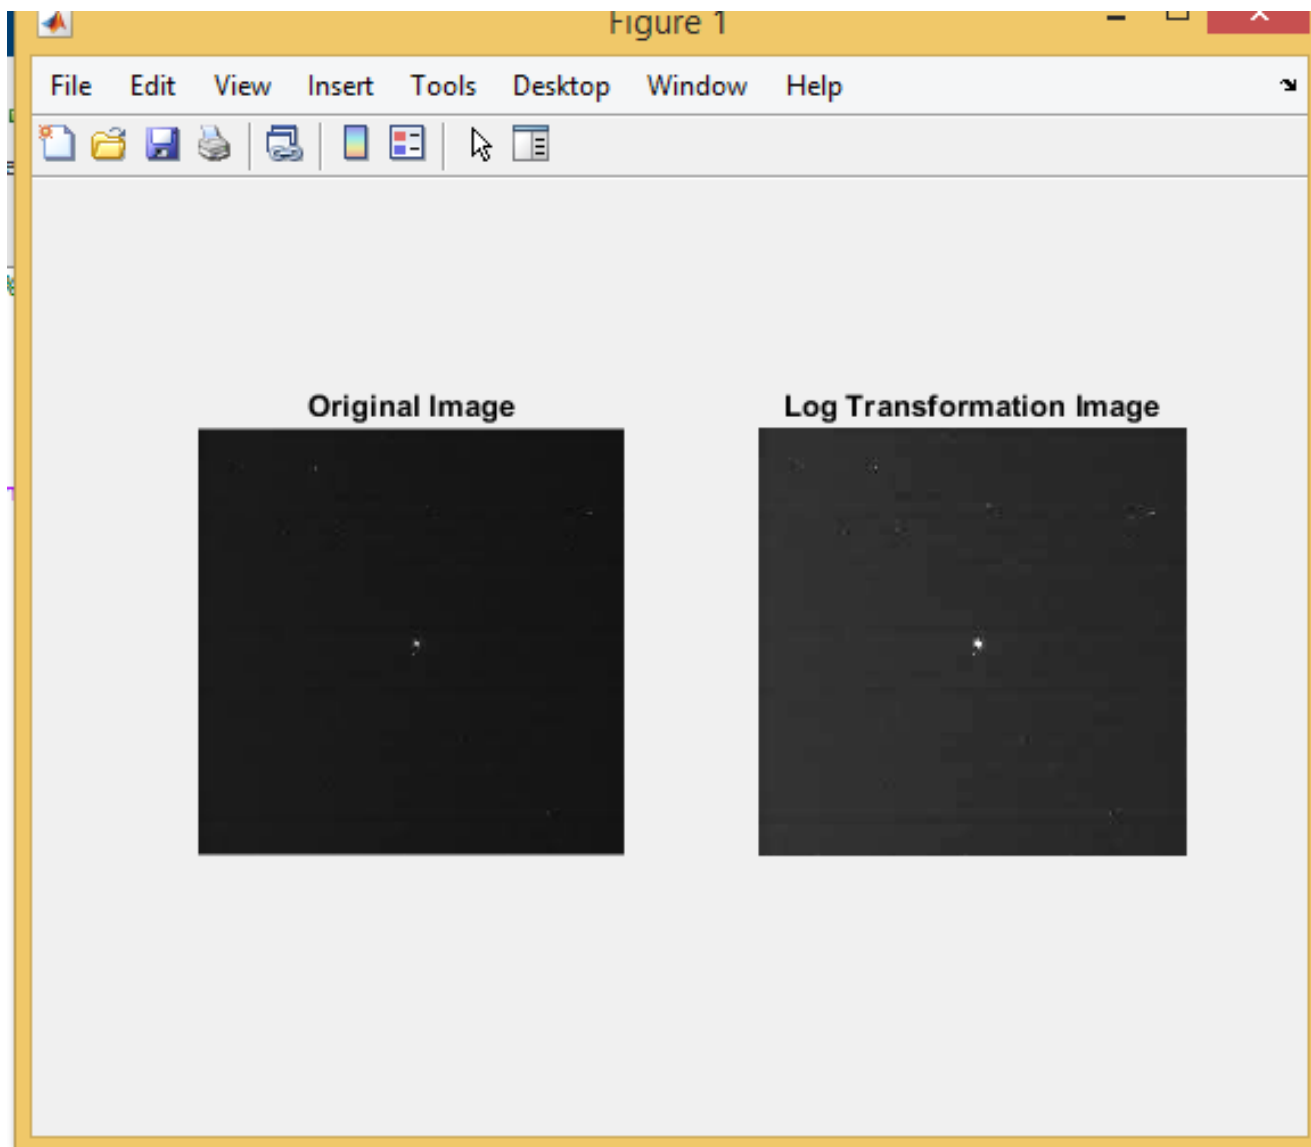 Figure 1
File Edit View Insert Tools Desktop Window Help
Original Image Log Transformation Image